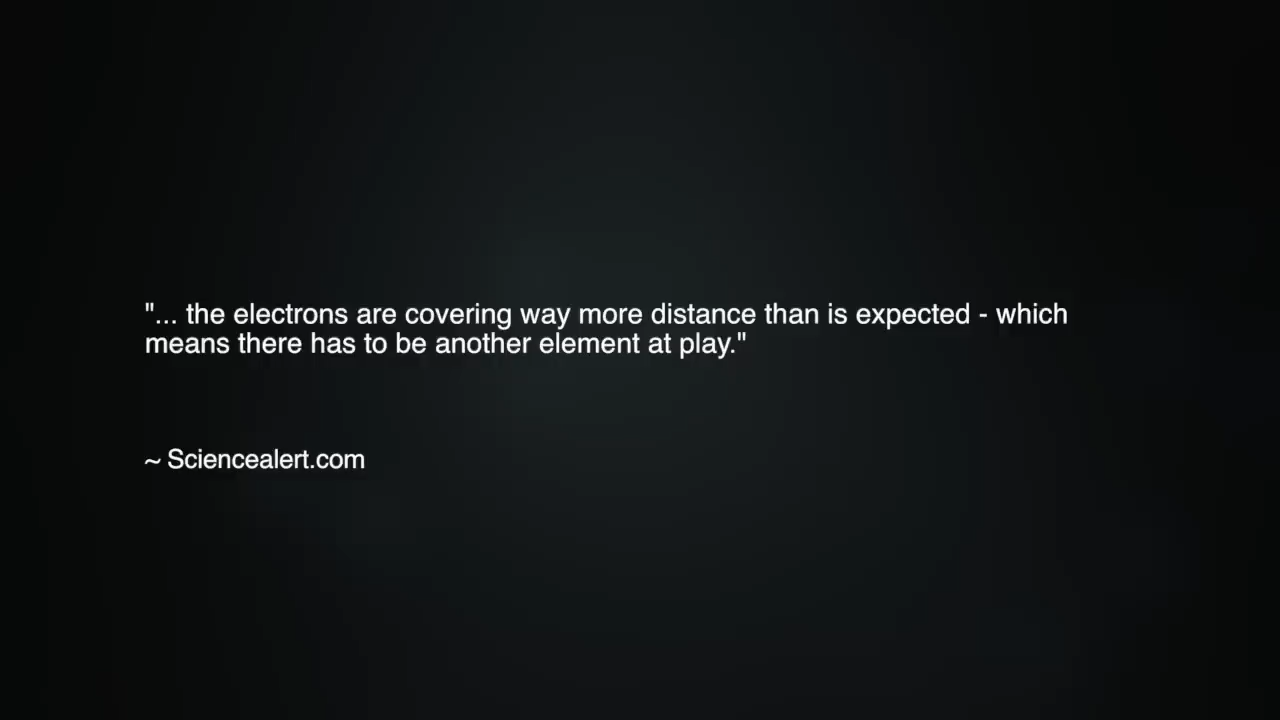 "... the electrons are covering way more distance than is expected - which
means there has to be another element at play."
~ Sciencealert.com